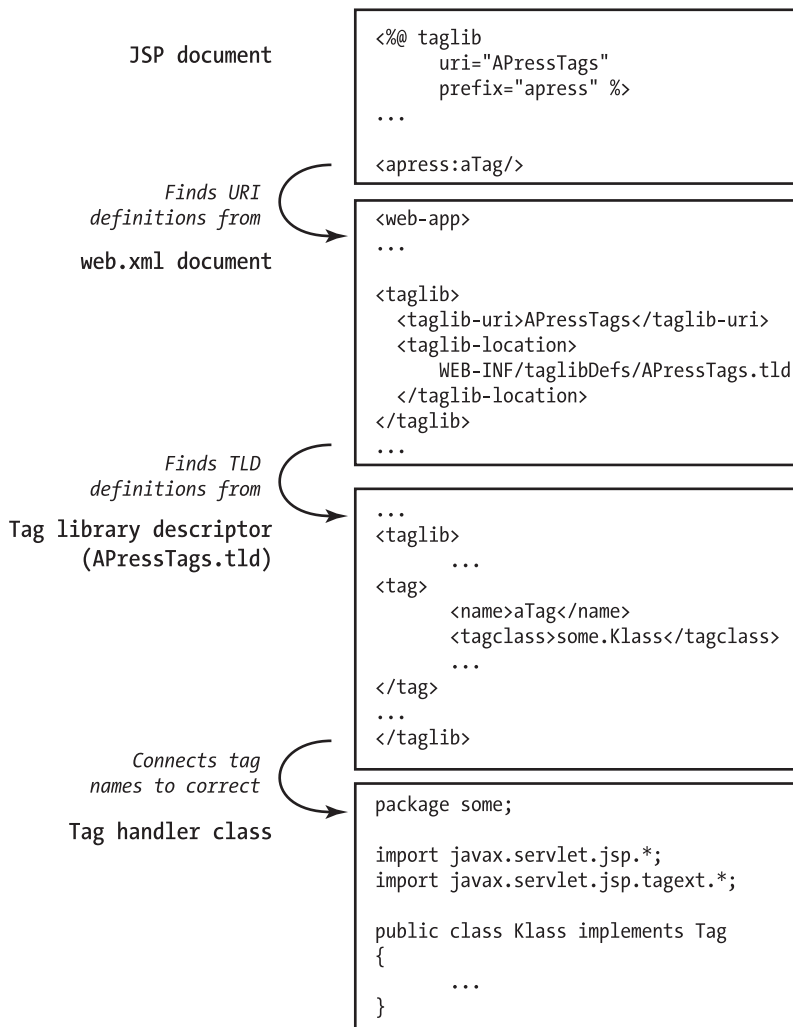 JSP document
<%@ taglib
uri="APressTags"
prefix="apress" %>
...
<apress:aTag/>
Finds URI
definitions from
web.xml document
<web-app>
...
<taglib>
<taglib-uri>APressTags</taglib-uri>
<taglib-location>
WEB-INF/taglibDefs/APressTags.tld
</taglib-location>
</taglib>
...
Finds TLD
definitions from
Tag library descriptor
(APressTags.tld)
...
<taglib>
...
<tag>
<name>aTag</name>
<tagclass>some.Klass</tagclass>
...
</tag>
...
</taglib>
Connects tag
names to correct
Tag handler class
package some;
import javax.servlet.jsp.*;
import javax.servlet.jsp.tagext.*;
public class Klass implements Tag
{
...
}